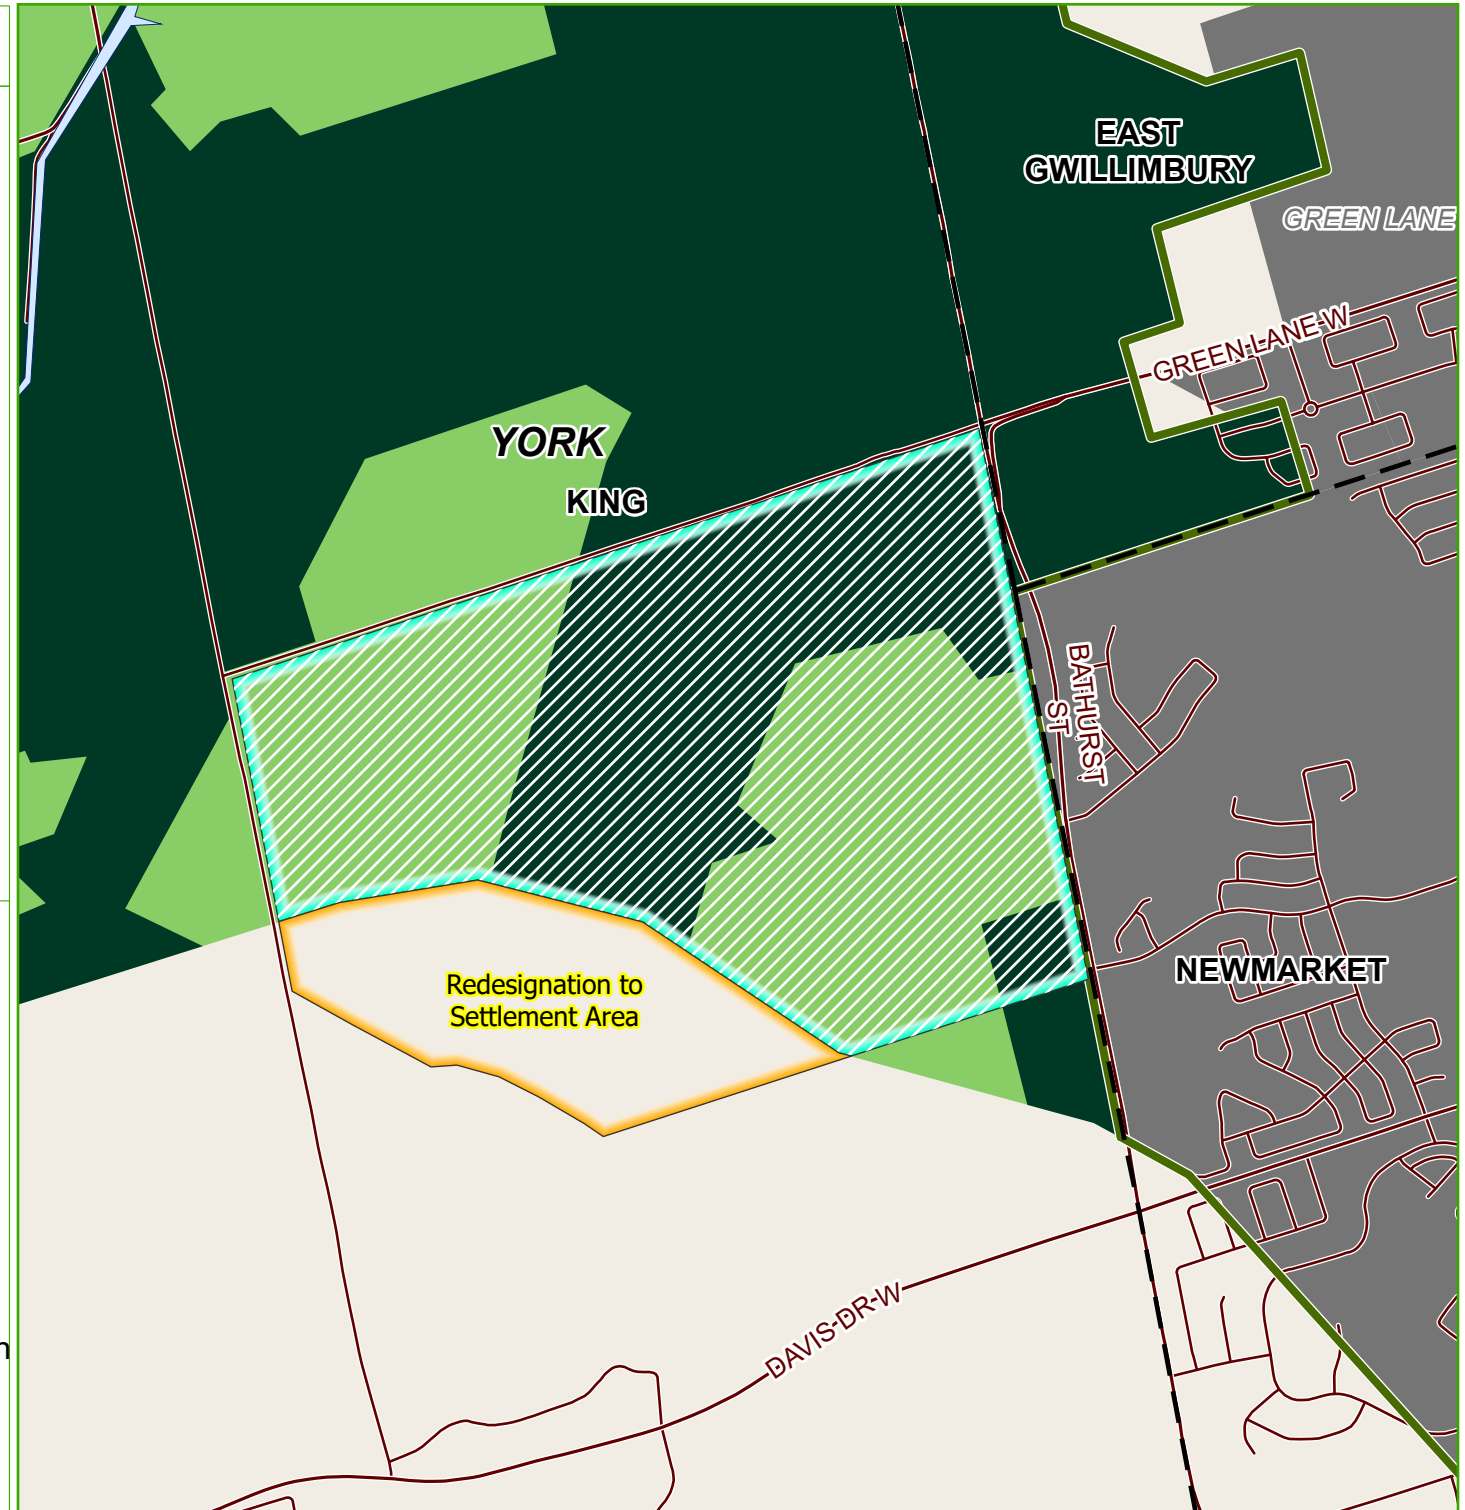 EAST
GWILLIMBURY
GREEN LANE
GREEN LANE W
YORK
KING
BATHURST
ST
NEWMARKET
Redesignation to
Settlement Area
DAVIS DR W
n